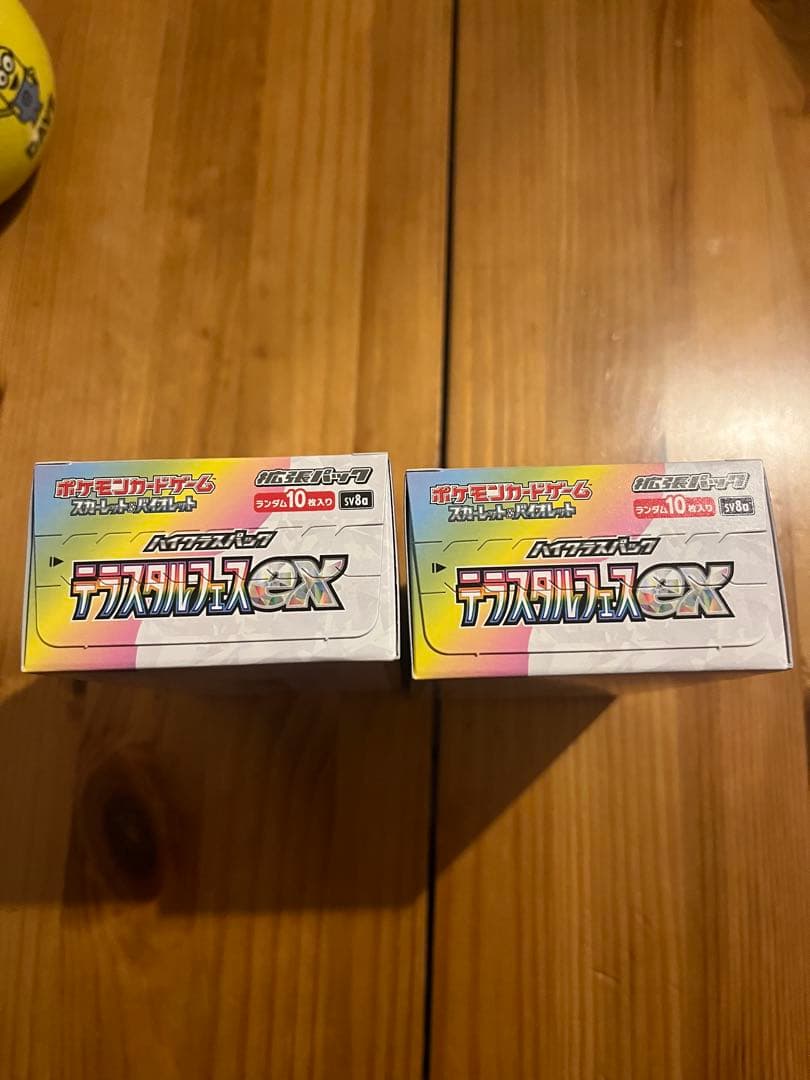 DAVE
ポケモンカードゲーム
スカーレット&バイオレット
拡張パック
ランダム10枚入り
sv8a
ハイクラスパック
テラスタルフェスex
ポケモンカードゲーム
スカーレット&バイオレット
拡張パック
ランダム10枚入り
sv8a
ハイクラスパック
テラスタルフェスex